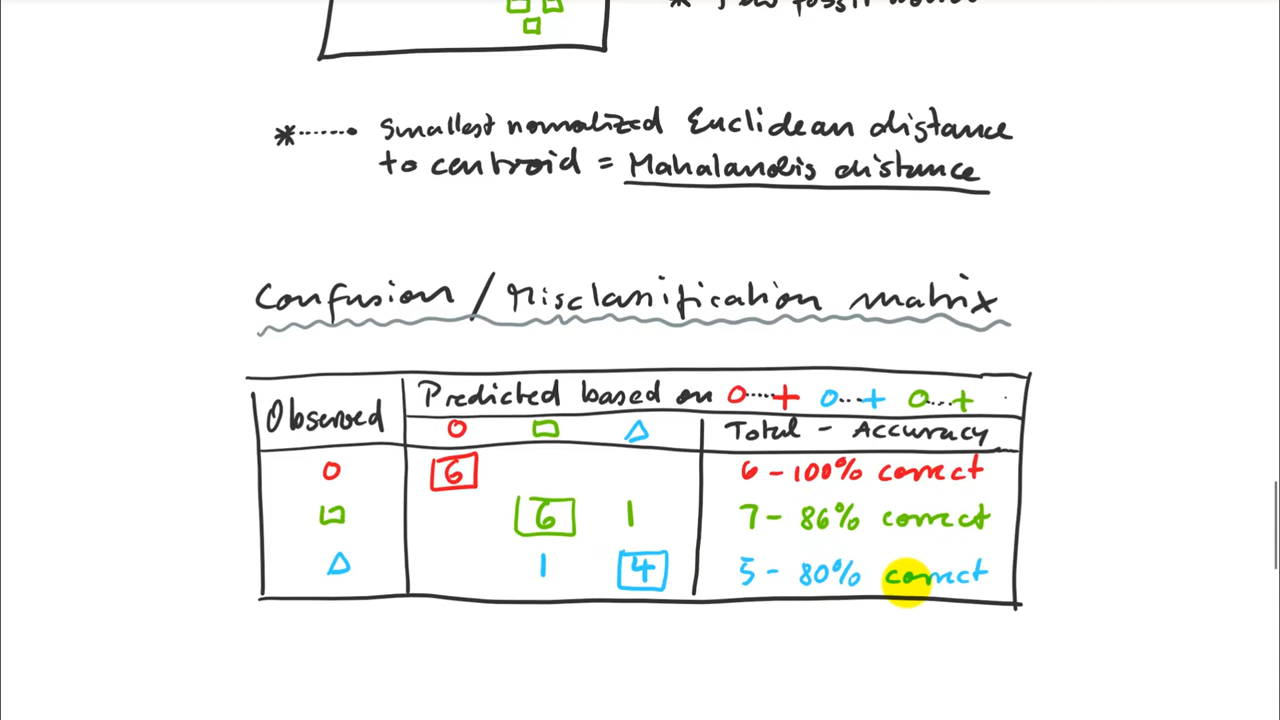 * Few
* Smallest normalized Euclidean distance
to centroid = Mahalanobis distance
Confusion / Misclassification matrix
Observed Predicted based on
Total - Accuracy
6 6 - 100% correct
6 1 7 - 86% correct
1 4 5 - 80% correct